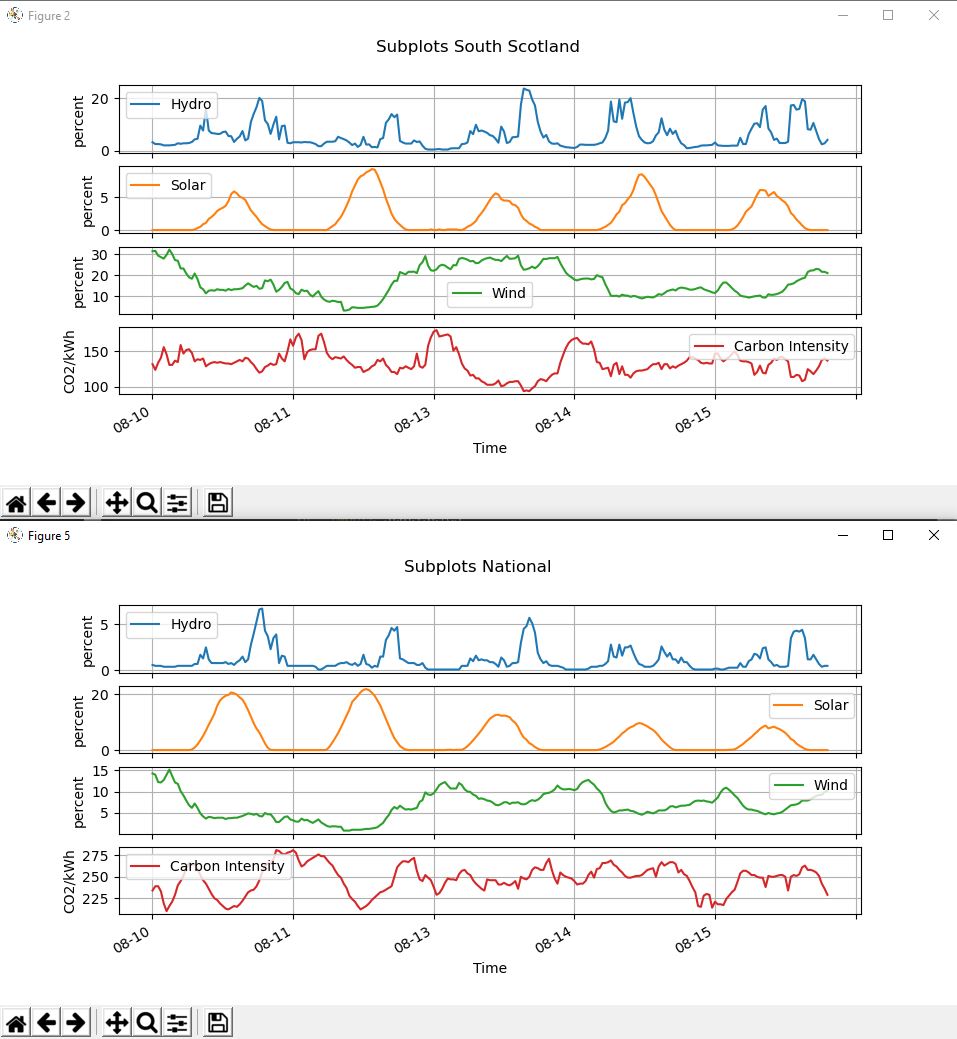 Figure 2
Subplots South Scotland
percent
20
0
Hydro
percent
5
0
Solar
percent
30
20
10
Wind
CO2/kWh
150
100
Carbon Intensity
08-10 08-11 08-13 08-14 08-15
Time
Figure 5
Subplots National
percent
5
0
Hydro
percent
20
0
Solar
percent
15
10
5
Wind
CO2/kWh
275
250
225
Carbon Intensity
08-10 08-11 08-13 08-14 08-15
Time